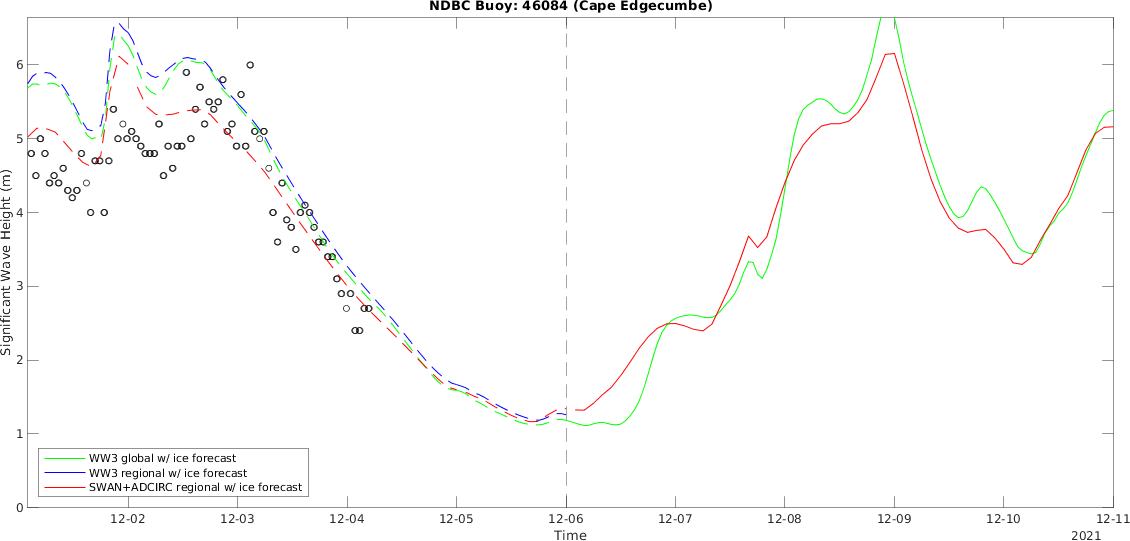 NDBC Buoy: 46084 (Cape Edgecumbe)
Significant Wave Height (m)
6
5
4
3
2
1
0
WW3 global w/ ice forecast
WW3 regional w/ ice forecast
SWAN+ADCIRC regional w/ ice forecast
12-02 12-03 12-04 12-05 12-06 12-07 12-08 12-09 12-10 12-11
Time
2021